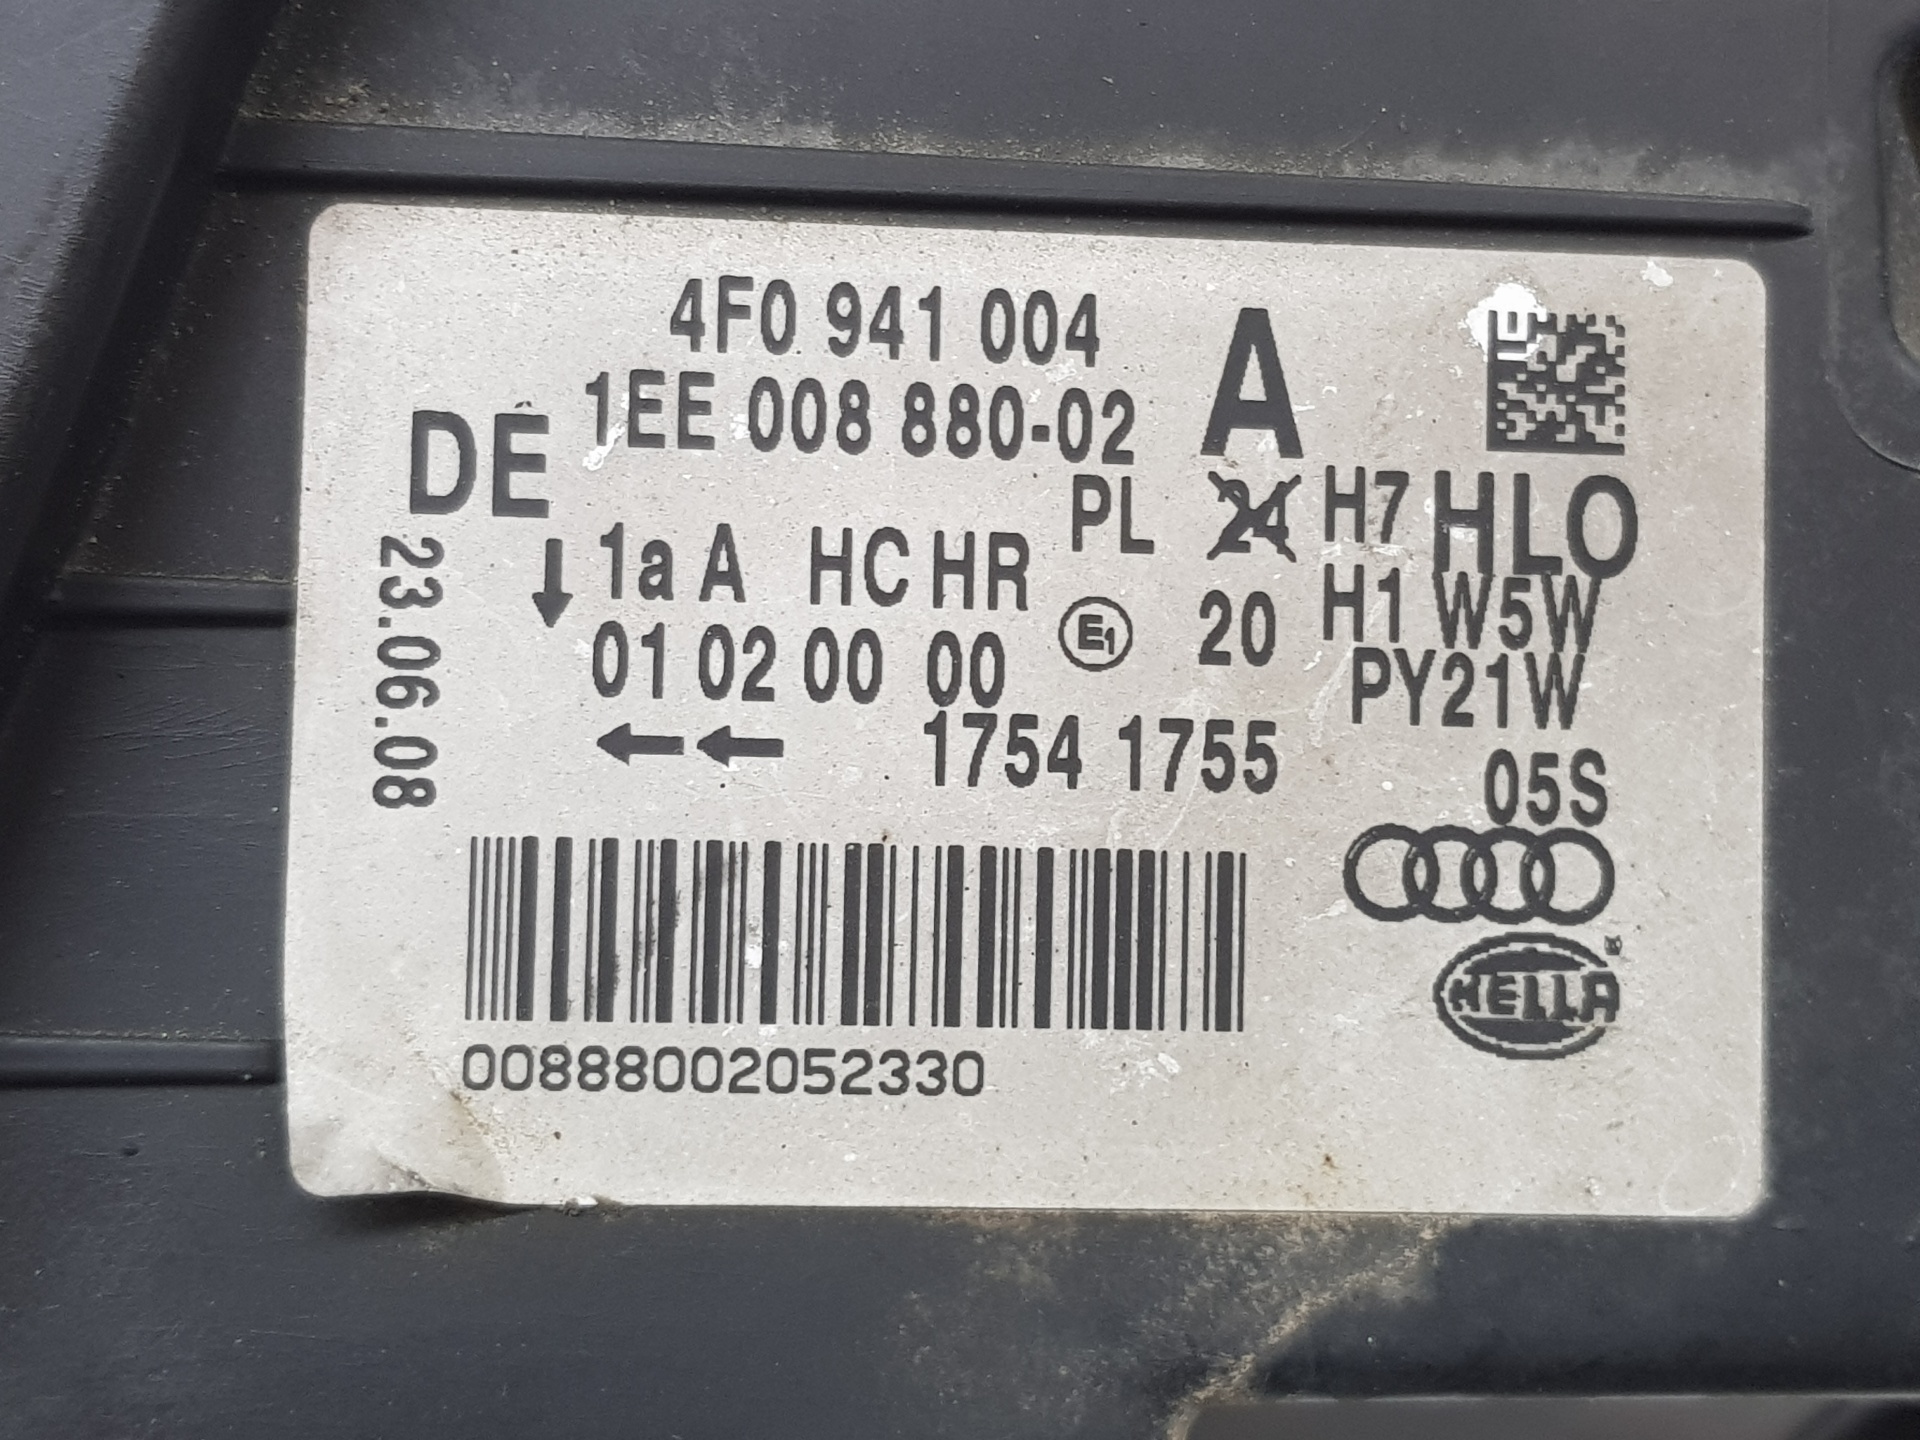 4F0 941 004
1EE 008 880-02 A
DE PL 24 H7 HLO
1a A HC HR
01 02 00 00 E1 20 H1 W5W
PY21W
1754 1755
05S
23.06.08
HELLA
00888002052330